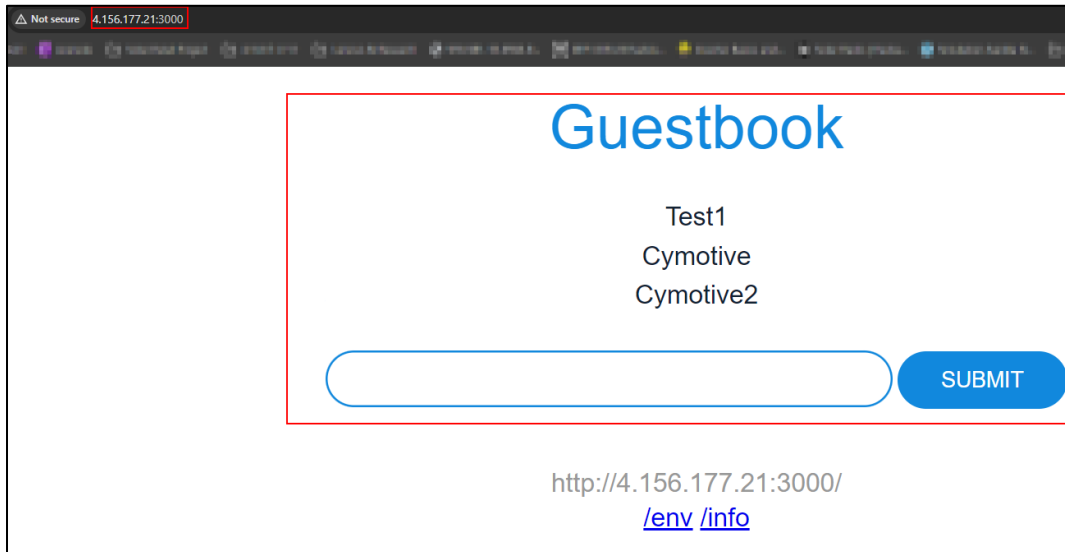 Not secure 4.156.177.21:3000
Guestbook
Test1
Cymotive
Cymotive2
SUBMIT
http://4.156.177.21:3000/
/env /info